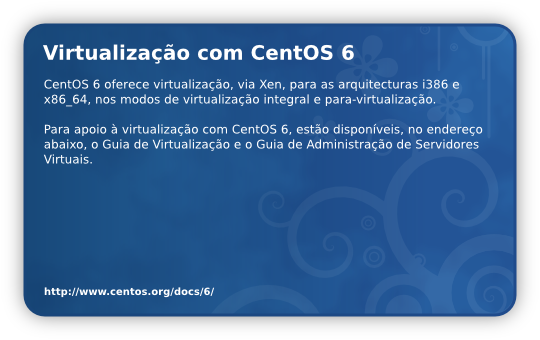 Virtualização com CentOS 6
CentOS 6 oferece virtualização, via Xen, para as arquitecturas i386 e
x86_64, nos modos de virtualização integral e para-virtualização.
Para apoio à virtualização com CentOS 6, estão disponíveis, no endereço
abaixo, o Guia de Virtualização e o Guia de Administração de Servidores
Virtuais.
http://www.centos.org/docs/6/